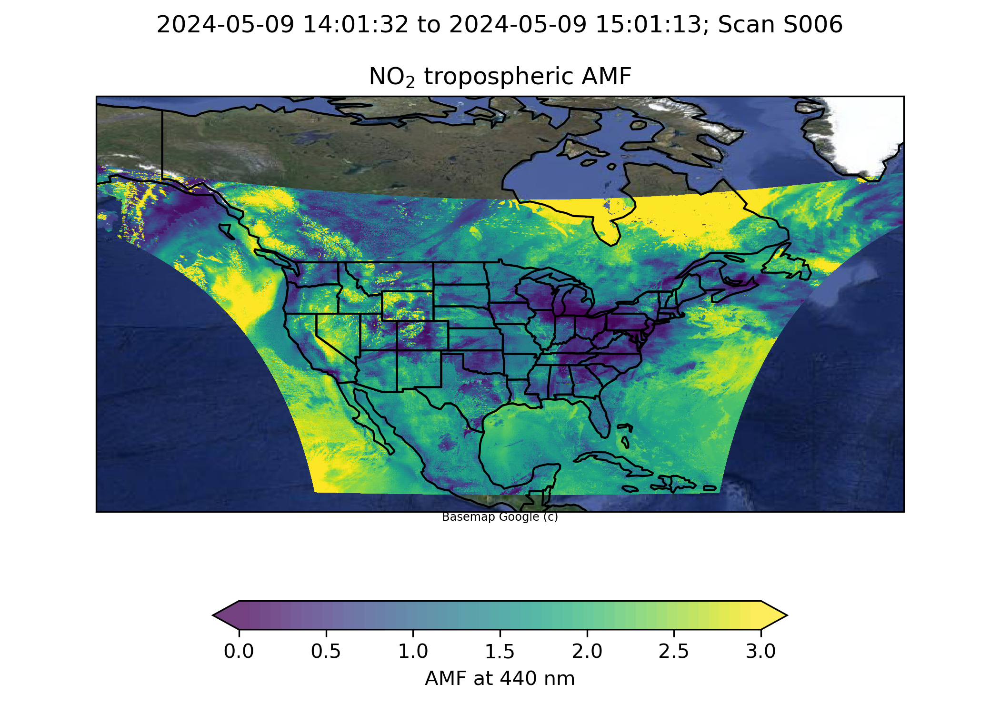 2024-05-09 14:01:32 to 2024-05-09 15:01:13; Scan S006
NO₂ tropospheric AMF
Basemap Google (c)
0.0 0.5 1.0 1.5 2.0 2.5 3.0
AMF at 440 nm